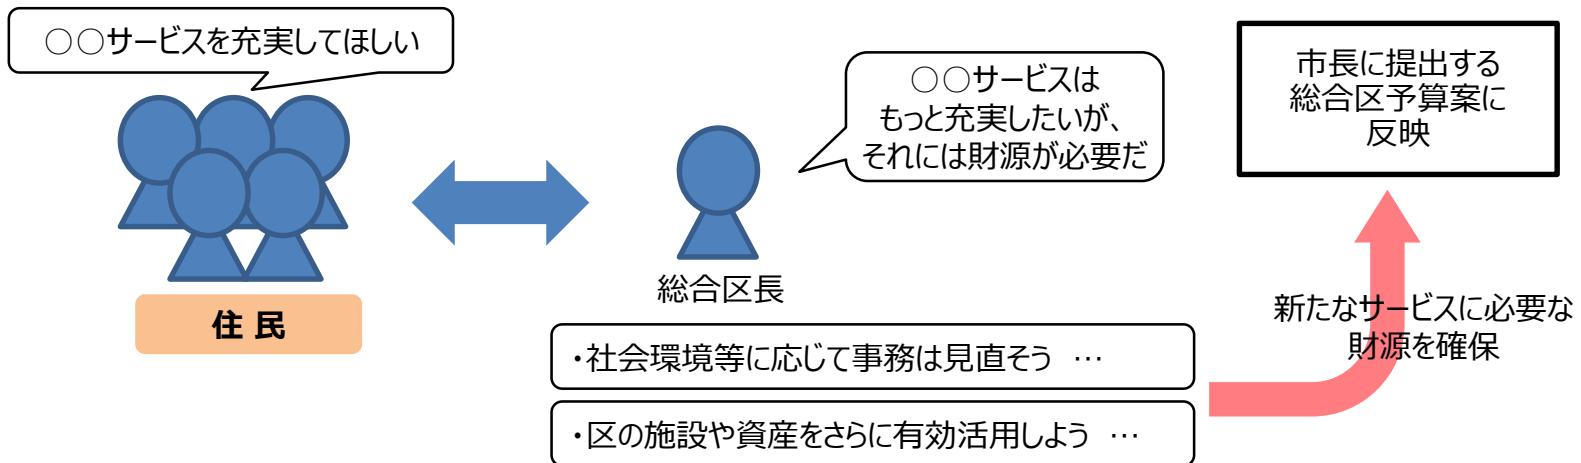 ○○サービスを充実してほしい
○○サービスは
もっと充実したいが、
それには財源が必要だ
市長に提出する
総合区予算案に
反映
総合区長
住 民
新たなサービスに必要な
財源を確保
・社会環境等に応じて事務は見直そう …
・区の施設や資産をさらに有効活用しよう …